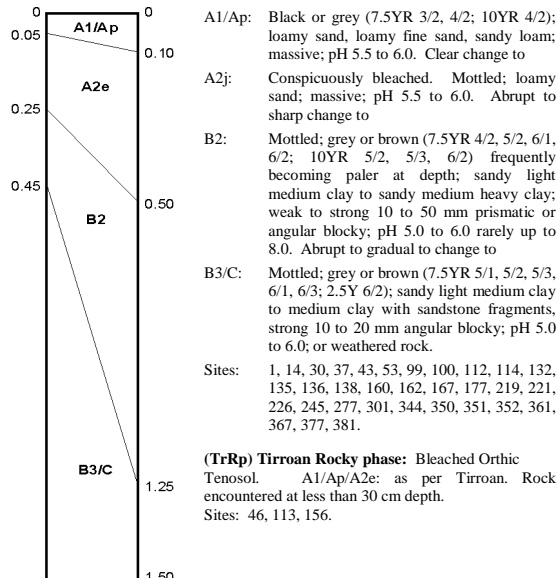 0
0
0.05
A1/Ap
0.10
A2e
0.25
0.45
0.50
B2
B3/C
1.25
1.50
A1/Ap: Black or grey (7.5YR 3/2, 4/2; 10YR 4/2);
loamy sand, loamy fine sand, sandy loam;
massive; pH 5.5 to 6.0. Clear change to
A2j: Conspicuously bleached. Mottled; loamy
sand; massive; pH 5.5 to 6.0. Abrupt to
sharp change to
B2: Mottled; grey or brown (7.5YR 4/2, 5/2, 6/1,
6/2; 10YR 5/2, 5/3, 6/2) frequently
becoming paler at depth; sandy light
medium clay to sandy medium heavy clay;
weak to strong 10 to 50 mm prismatic or
angular blocky; pH 5.0 to 6.0 rarely up to
8.0. Abrupt to gradual to change to
B3/C: Mottled; grey or brown (7.5YR 5/1, 5/2, 5/3,
6/1, 6/3; 2.5Y 6/2); sandy light medium clay
to medium clay with sandstone fragments,
strong 10 to 20 mm angular blocky; pH 5.0
to 6.0; or weathered rock.
Sites: 1, 14, 30, 37, 43, 53, 99, 100, 112, 114, 132,
135, 136, 138, 160, 162, 167, 177, 219, 221,
226, 245, 277, 301, 344, 350, 351, 352, 361,
367, 377, 381.
(TrRp) Tirroan Rocky phase: Bleached Orthic
Tenosol. A1/Ap/A2e: as per Tirroan. Rock
encountered at less than 30 cm depth.
Sites: 46, 113, 156.